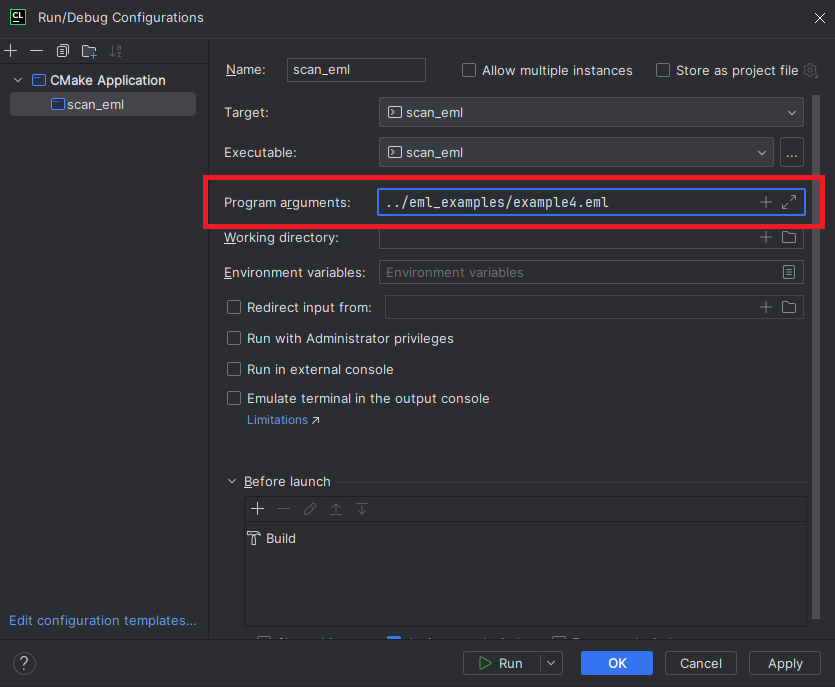 CL Run/Debug Configurations
CMake Application
scan_eml
Name: scan_eml Allow multiple instances Store as project file
Target: scan_eml
Executable: scan_eml ...
Program arguments: ../eml_examples/example4.eml
Working directory:
Environment variables: Environment variables
Redirect input from:
Run with Administrator privileges
Run in external console
Emulate terminal in the output console
Limitations ↗
Before launch
Build
Edit configuration templates...
? Run OK Cancel Apply